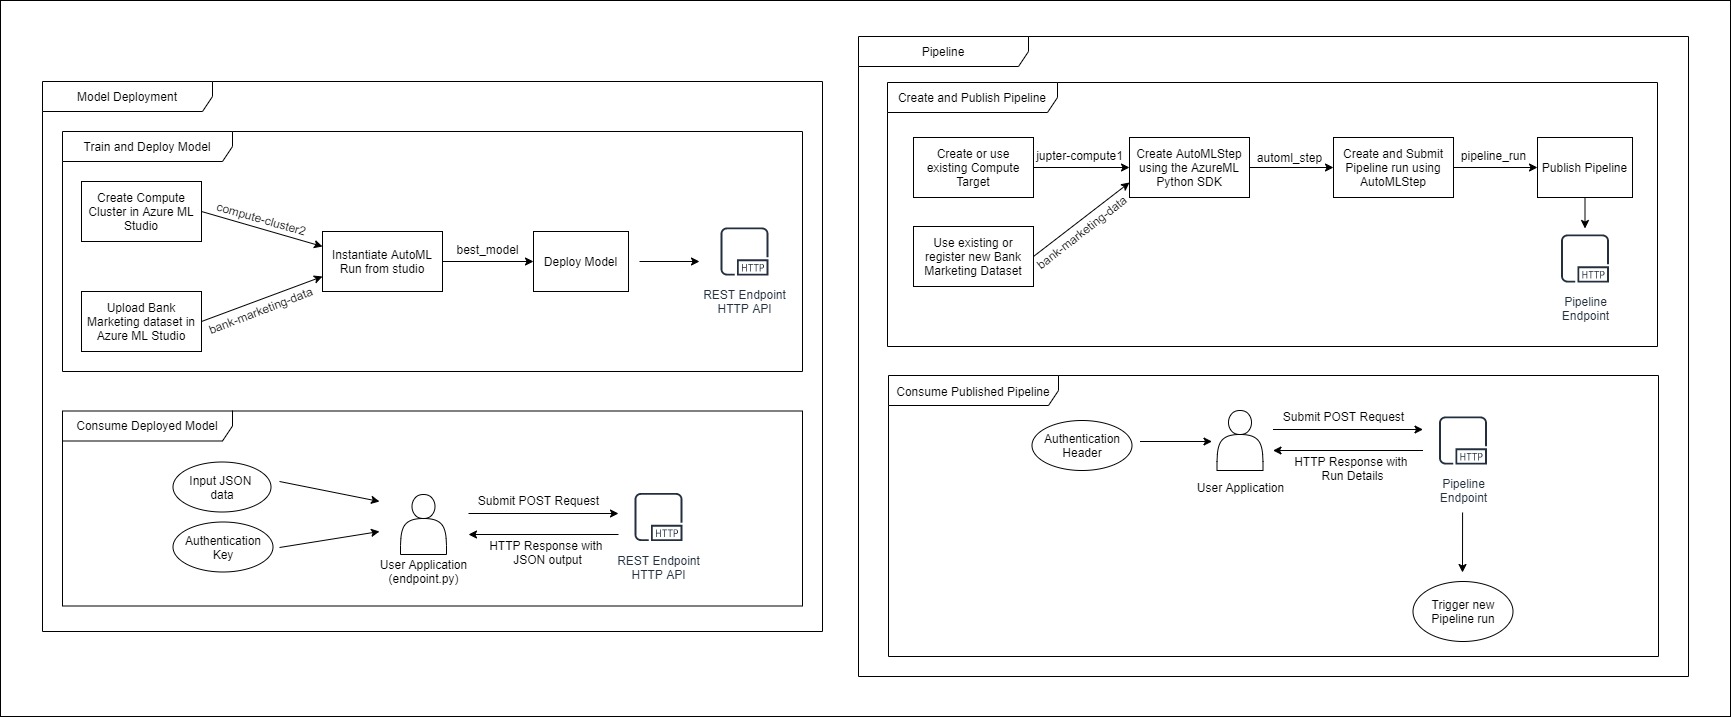 Model Deployment
Train and Deploy Model
Create Compute
Cluster in Azure ML
Studio
compute-cluster2
Upload Bank
Marketing dataset in
Azure ML Studio
bank-marketing-data
Instantiate AutoML
Run from studio
best_model
Deploy Model
HTTP
REST Endpoint
HTTP API
Consume Deployed Model
Input JSON
data
Authentication
Key
User Application
(endpoint.py)
Submit POST Request
HTTP Response with
JSON output
HTTP
REST Endpoint
HTTP API
Pipeline
Create and Publish Pipeline
Create or use
existing Compute
Target
jupter-compute1
Use existing or
register new Bank
Marketing Dataset
bank-marketing-data
Create AutoMLStep
using the AzureML
Python SDK
automl_step
Create and Submit
Pipeline run using
AutoMLStep
pipeline_run
Publish Pipeline
HTTP
Pipeline
Endpoint
Consume Published Pipeline
Authentication
Header
User Application
Submit POST Request
HTTP Response with
Run Details
HTTP
Pipeline
Endpoint
Trigger new
Pipeline run